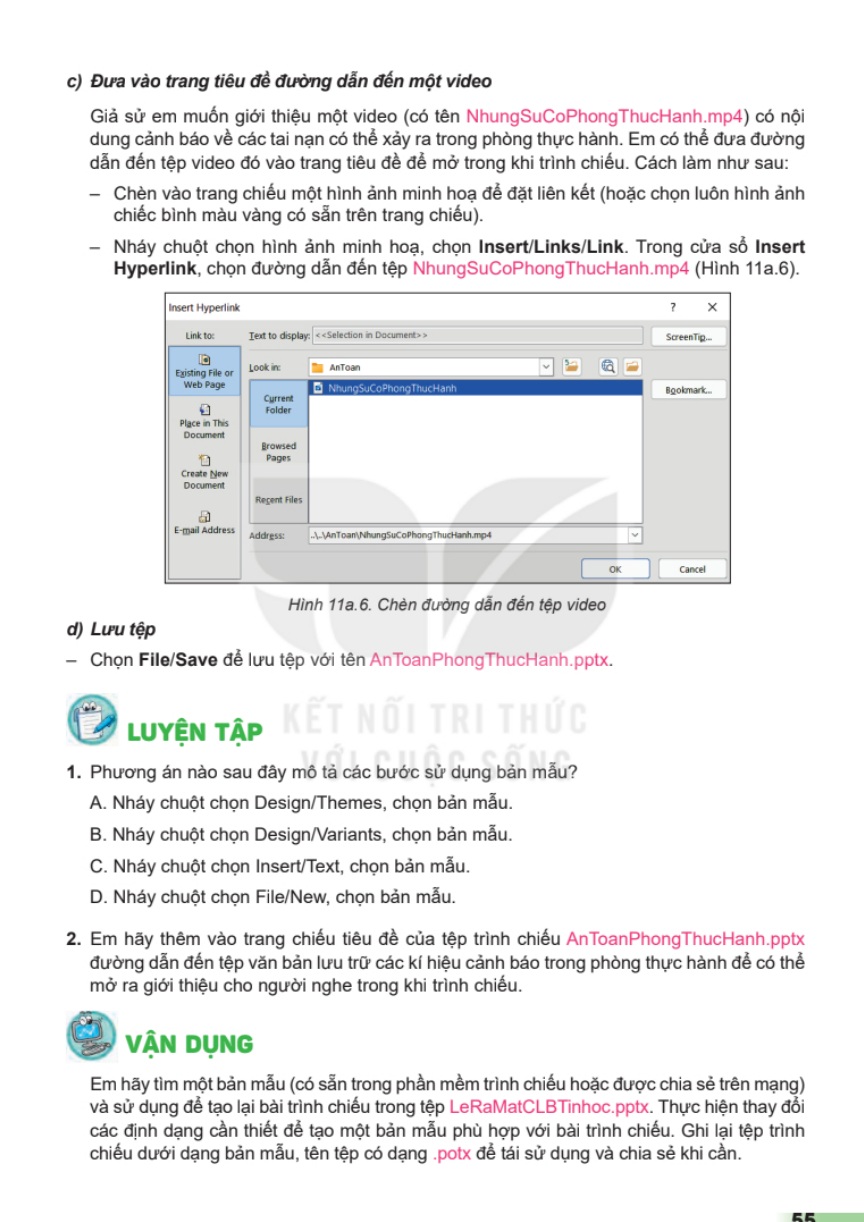 c) Đưa vào trang tiêu đề đường dẫn đến một video
Giả sử em muốn giới thiệu một video (có tên NhungSuCoPhongThucHanh.mp4) có nội
dung cảnh báo về các tai nạn có thể xảy ra trong phòng thực hành. Em có thể đưa đường
dẫn đến tệp video đó vào trang tiêu đề để mở trong khi trình chiếu. Cách làm như sau:
– Chèn vào trang chiếu một hình ảnh minh hoạ để đặt liên kết (hoặc chọn luôn hình ảnh
chiếc bình màu vàng có sẵn trên trang chiếu).
– Nháy chuột chọn hình ảnh minh hoạ, chọn Insert/Links/Link. Trong cửa sổ Insert
Hyperlink, chọn đường dẫn đến tệp NhungSuCoPhongThucHanh.mp4 (Hình 11a.6).
Insert Hyperlink ? X
Link to: Text to display: <<Selection in Document>> ScreenTip...
Existing File or
Web Page
Look in: AnToan
NhungSuCoPhongThucHanh
Bookmark...
Current
Folder
Place in This
Document
Browsed
Pages
Create New
Document
Recent Files
E-mail Address
Address: ..\..\AnToan\NhungSuCoPhongThucHanh.mp4
OK Cancel
Hình 11a.6. Chèn đường dẫn đến tệp video
d) Lưu tệp
– Chọn File/Save để lưu tệp với tên AnToanPhongThucHanh.pptx.
KẾT NỐI TRI THỨC
VỚI CUỘC SỐNG
LUYỆN TẬP
1. Phương án nào sau đây mô tả các bước sử dụng bản mẫu?
A. Nháy chuột chọn Design/Themes, chọn bản mẫu.
B. Nháy chuột chọn Design/Variants, chọn bản mẫu.
C. Nháy chuột chọn Insert/Text, chọn bản mẫu.
D. Nháy chuột chọn File/New, chọn bản mẫu.
2. Em hãy thêm vào trang chiếu tiêu đề của tệp trình chiếu AnToanPhongThucHanh.pptx
đường dẫn đến tệp văn bản lưu trữ các kí hiệu cảnh báo trong phòng thực hành để có thể
mở ra giới thiệu cho người nghe trong khi trình chiếu.
VẬN DỤNG
Em hãy tìm một bản mẫu (có sẵn trong phần mềm trình chiếu hoặc được chia sẻ trên mạng)
và sử dụng để tạo lại bài trình chiếu trong tệp LeRaMatCLBTinhoc.pptx. Thực hiện thay đổi
các định dạng cần thiết để tạo một bản mẫu phù hợp với bài trình chiếu. Ghi lại tệp trình
chiếu dưới dạng bản mẫu, tên tệp có dạng .potx để tái sử dụng và chia sẻ khi cần.
55